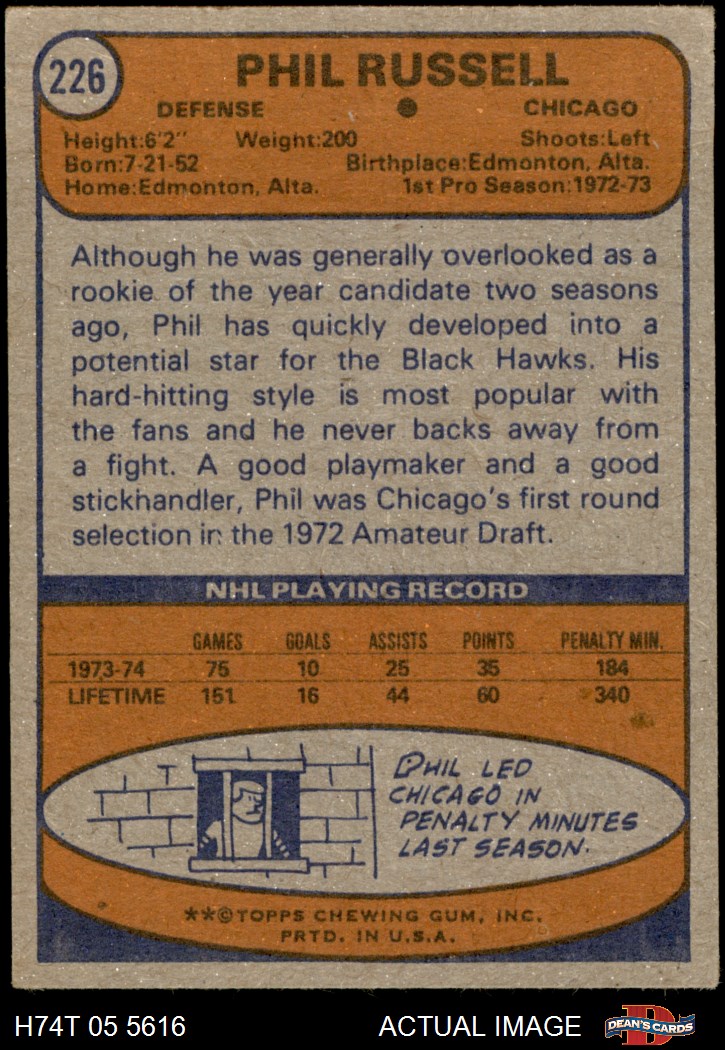 226
PHIL RUSSELL
DEFENSE ● CHICAGO
Height:6'2" Weight:200 Shoots:Left
Born:7-21-52 Birthplace:Edmonton, Alta.
Home:Edmonton, Alta. 1st Pro Season:1972-73
Although he was generally overlooked as a
rookie of the year candidate two seasons
ago, Phil has quickly developed into a
potential star for the Black Hawks. His
hard-hitting style is most popular with
the fans and he never backs away from
a fight. A good playmaker and a good
stickhandler, Phil was Chicago's first round
selection in the 1972 Amateur Draft.
NHL PLAYING RECORD
GAMES GOALS ASSISTS POINTS PENALTY MIN.
1973-74 75 10 25 35 184
LIFETIME 151 16 44 60 340
PHIL LED
CHICAGO IN
PENALTY MINUTES
LAST SEASON.
**©TOPPS CHEWING GUM, INC.
PRTD. IN U.S.A.
H74T 05 5616 ACTUAL IMAGE D DEAN'S CARDS